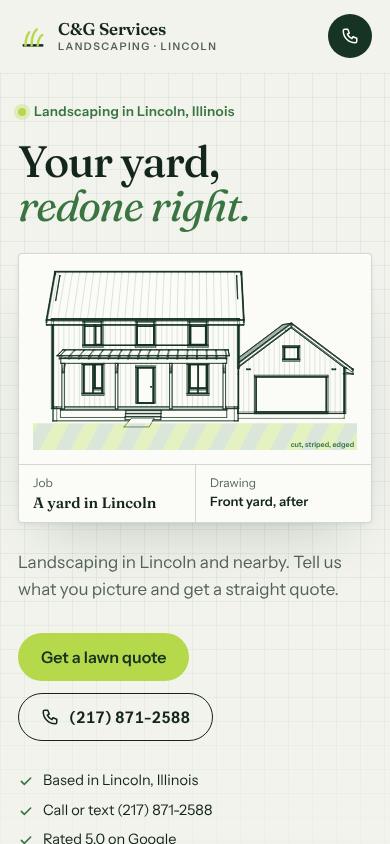 C&G Services
LANDSCAPING · LINCOLN
Landscaping in Lincoln, Illinois
Your yard,
redone right.
cut, striped, edged
Job
A yard in Lincoln
Drawing
Front yard, after
Landscaping in Lincoln and nearby. Tell us
what you picture and get a straight quote.
Get a lawn quote
(217) 871-2588
Based in Lincoln, Illinois
Call or text (217) 871-2588
Rated 5.0 on Google